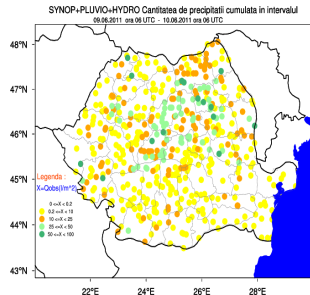 SYNOP+PLUVIO+HYDRO Cantitatea de precipitatii cumulata in intervalul
09.06.2011 ora 06 UTC - 10.06.2011 ora 06 UTC
48°N
47°N
46°N
45°N
44°N
43°N
Legenda :
X=Qobs(l/m^2)
0 <=X < 0.2
0.2 <=X < 10
10 <=X < 25
25 <=X < 50
50 <=X < 100
22°E
24°E
26°E
28°E